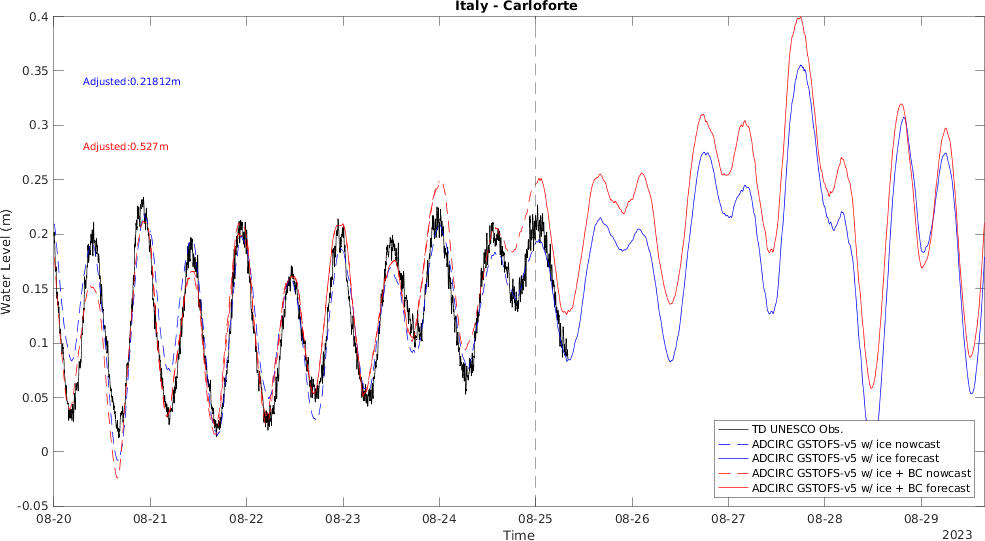 Italy - Carloforte
0.4
0.35
0.3
0.25
0.2
0.15
0.1
0.05
0
-0.05
Water Level (m)
Adjusted:0.21812m
Adjusted:0.527m
TD UNESCO Obs.
ADCIRC GSTOFS-v5 w/ ice nowcast
ADCIRC GSTOFS-v5 w/ ice forecast
ADCIRC GSTOFS-v5 w/ ice + BC nowcast
ADCIRC GSTOFS-v5 w/ ice + BC forecast
08-20 08-21 08-22 08-23 08-24 08-25 08-26 08-27 08-28 08-29
Time
2023